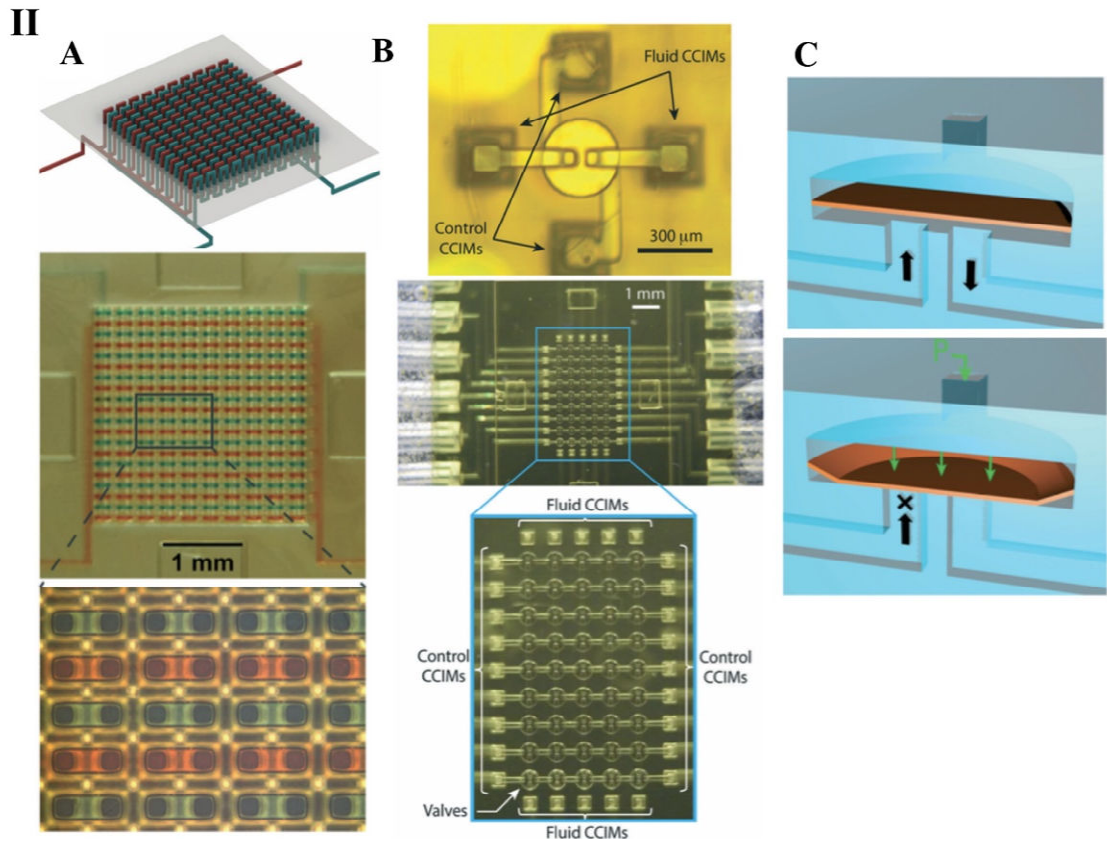 II
A
B
C
Fluid CCIMs
Control
CCIMs
300 μm
1 mm
P
1 mm
Fluid CCIMs
Control
CCIMs
Control
CCIMs
Valves
Fluid CCIMs